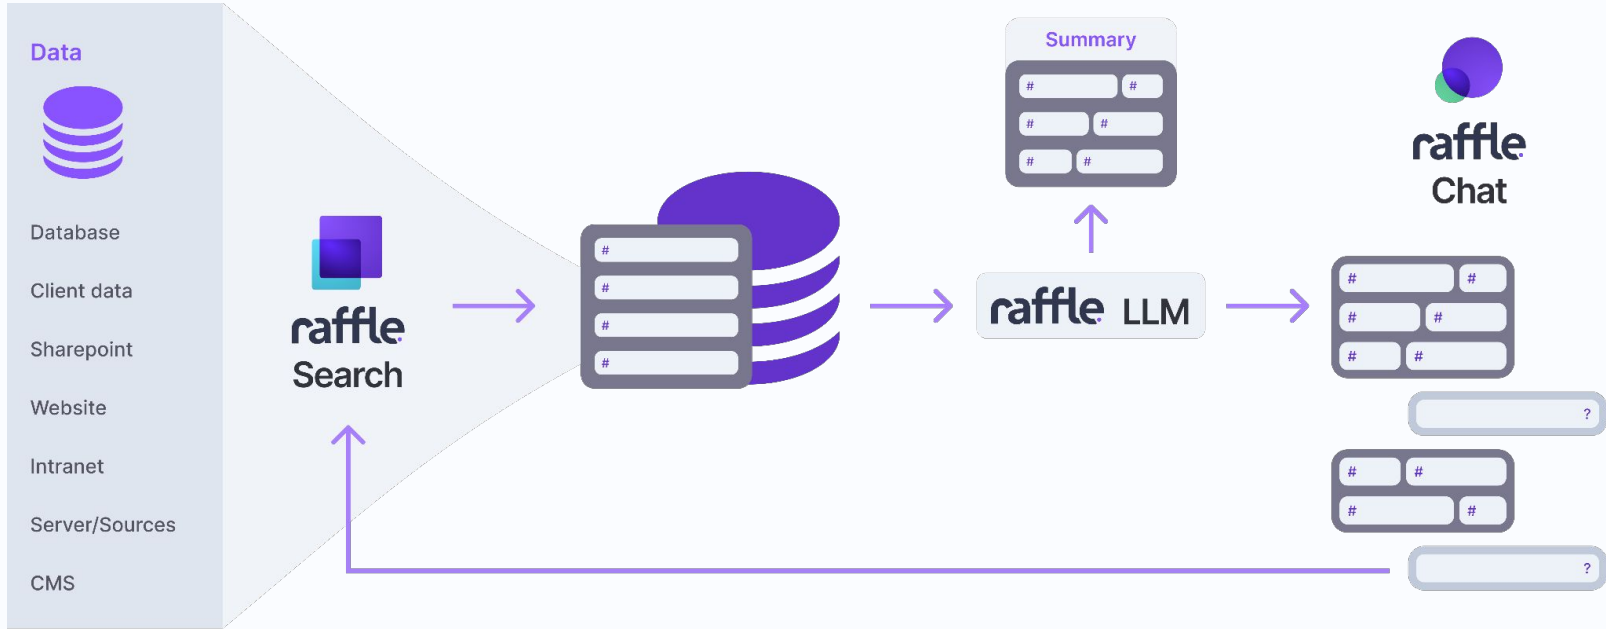 Data
Database
Client data
Sharepoint
Website
Intranet
Server/Sources
CMS
raffle
Search
#
#
#
#
Summary
# #
# #
# #
raffle LLM
raffle
Chat
# #
# #
# #
?
# #
# #
?